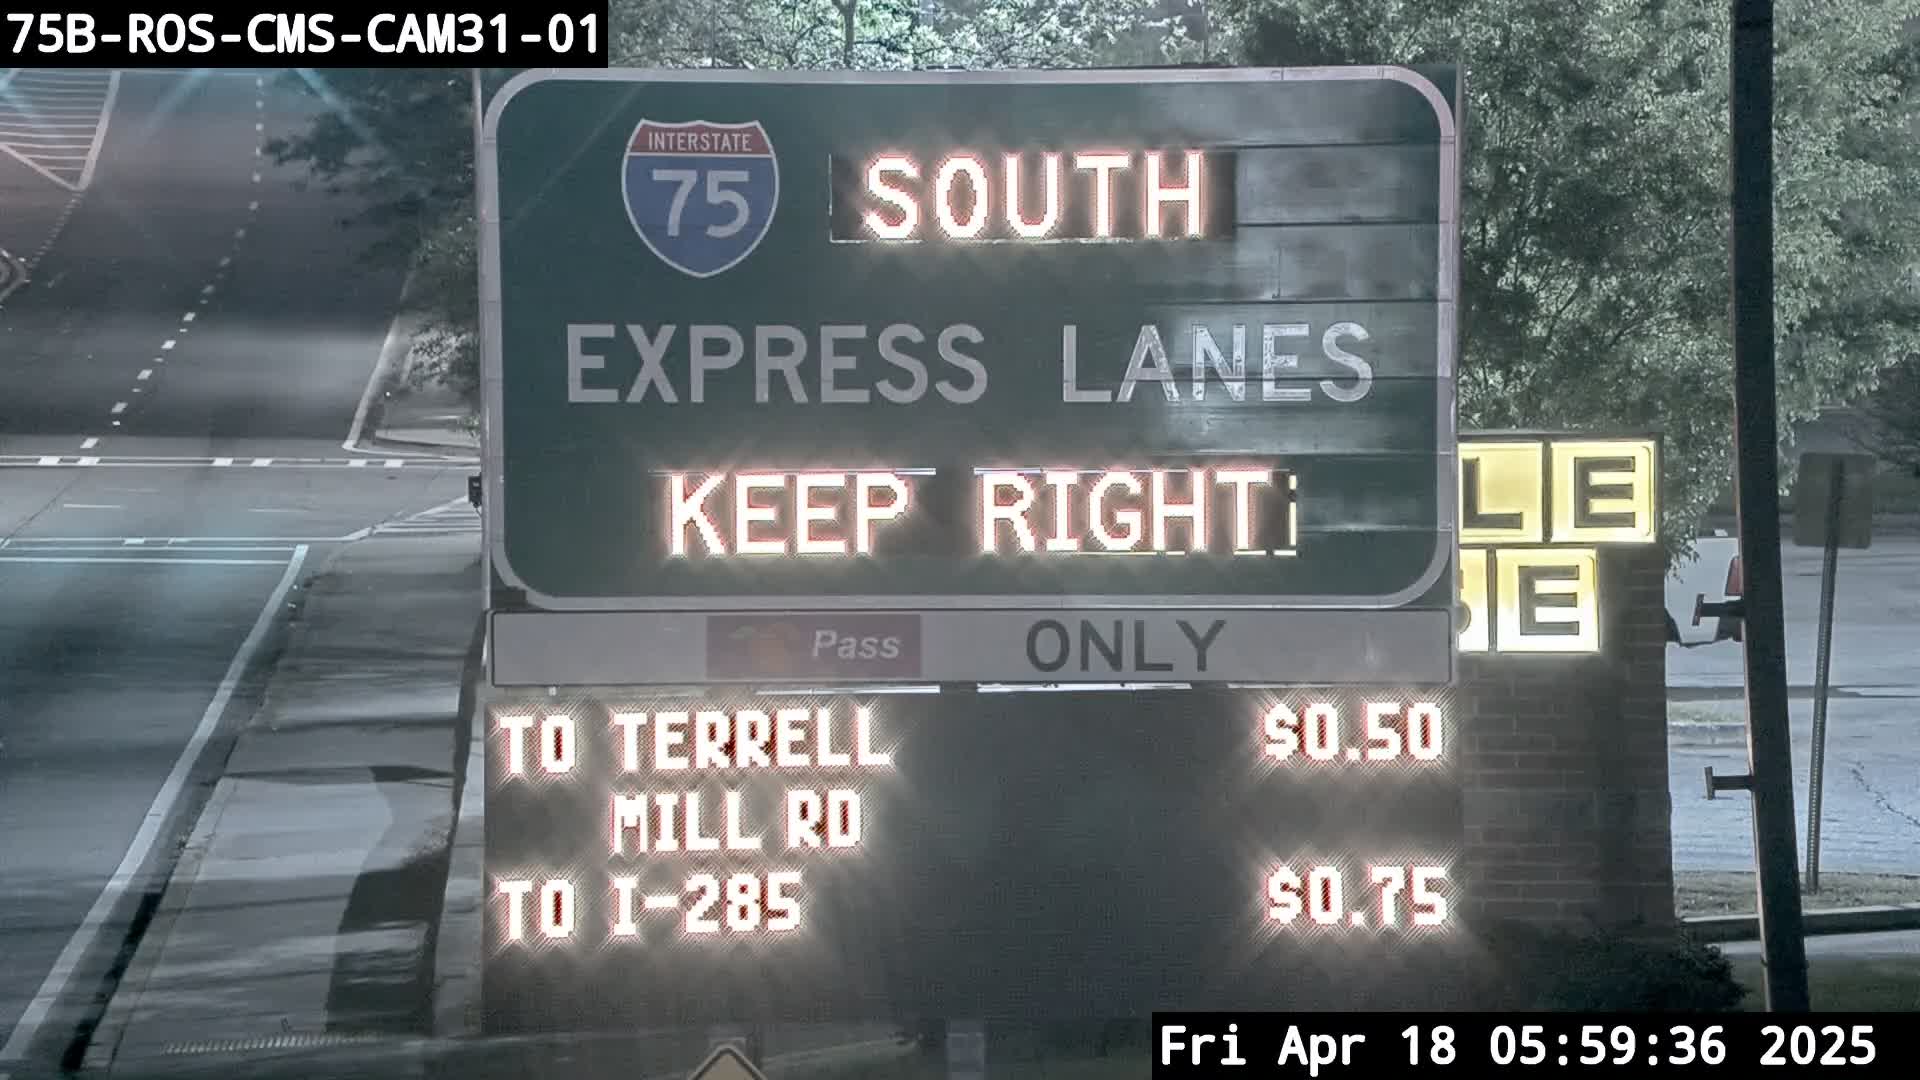 75B-ROS-CMS-CAM31-01
INTERSTATE
75
SOUTH
EXPRESS LANES
KEEP RIGHT
LE
E
Pass ONLY
TO TERRELL $0.50
MILL RD
TO I-285 $0.75
Fri Apr 18 05:59:36 2025